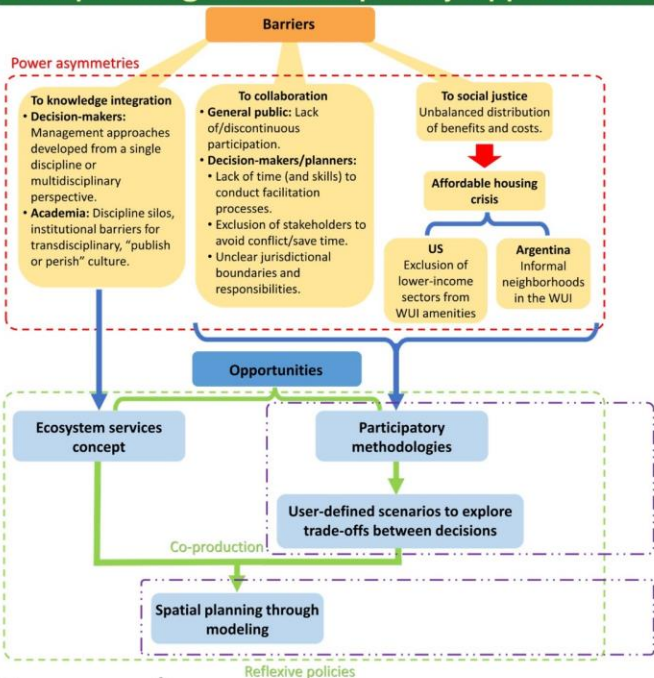 Barriers
Power asymmetries
To knowledge integration
• Decision-makers:
Management approaches
developed from a single
discipline or
multidisciplinary
perspective.
• Academia: Discipline silos,
institutional barriers for
transdisciplinary, "publish
or perish" culture.
To collaboration
• General public: Lack
of/discontinuous
participation.
• Decision-makers/planners:
• Lack of time (and skills) to
conduct facilitation
processes.
• Exclusion of stakeholders to
avoid conflict/save time.
• Unclear jurisdictional
boundaries and
responsibilities.
To social justice
Unbalanced distribution
of benefits and costs.
Affordable housing
crisis
US
Exclusion of
lower-income
sectors from
WUI amenities
Argentina
Informal
neighborhoods
in the WUI
Opportunities
Ecosystem services
concept
Participatory
methodologies
User-defined scenarios to explore
trade-offs between decisions
Co-production
Spatial planning through
modeling
Reflexive policies